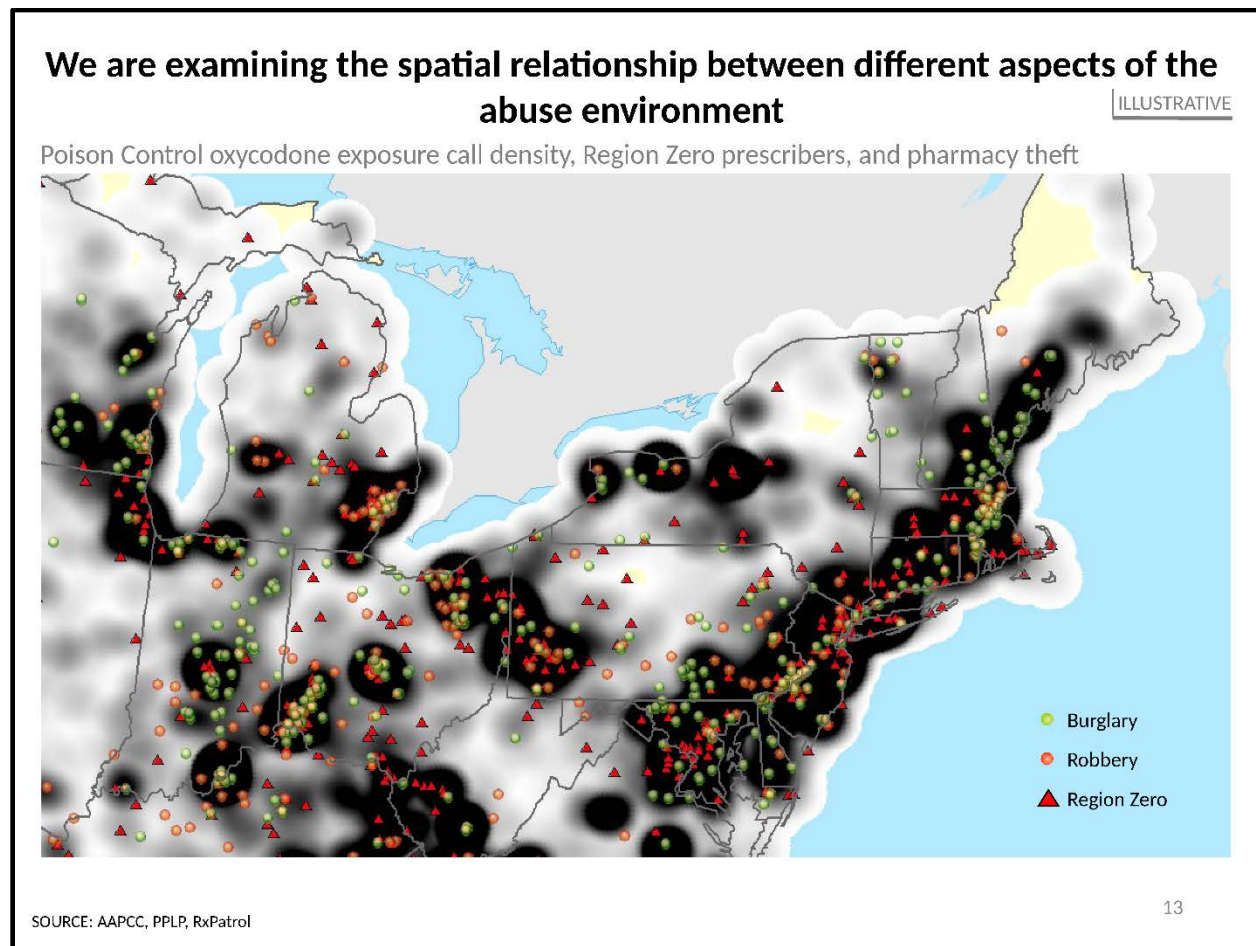 We are examining the spatial relationship between different aspects of the
abuse environment
ILLUSTRATIVE
Poison Control oxycodone exposure call density, Region Zero prescribers, and pharmacy theft
Burglary
Robbery
Region Zero
13
SOURCE: AAPCC, PPLP, RxPatrol